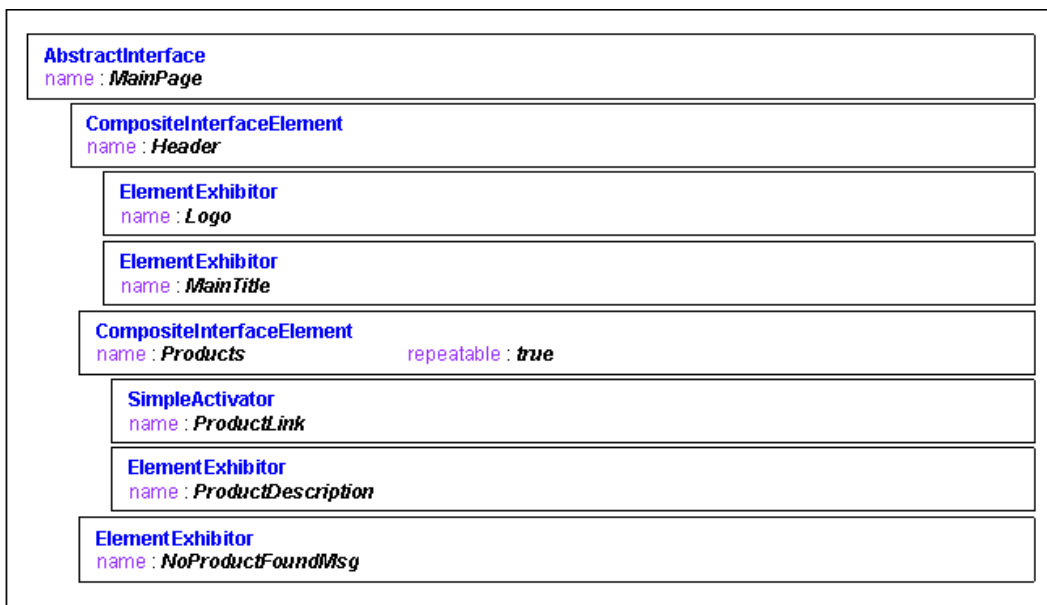 AbstractInterface
name : MainPage
CompositeInterfaceElement
name : Header
ElementExhibitor
name : Logo
ElementExhibitor
name : MainTitle
CompositeInterfaceElement
name : Products repeatable : true
SimpleActivator
name : ProductLink
ElementExhibitor
name : ProductDescription
ElementExhibitor
name : NoProductFoundMsg